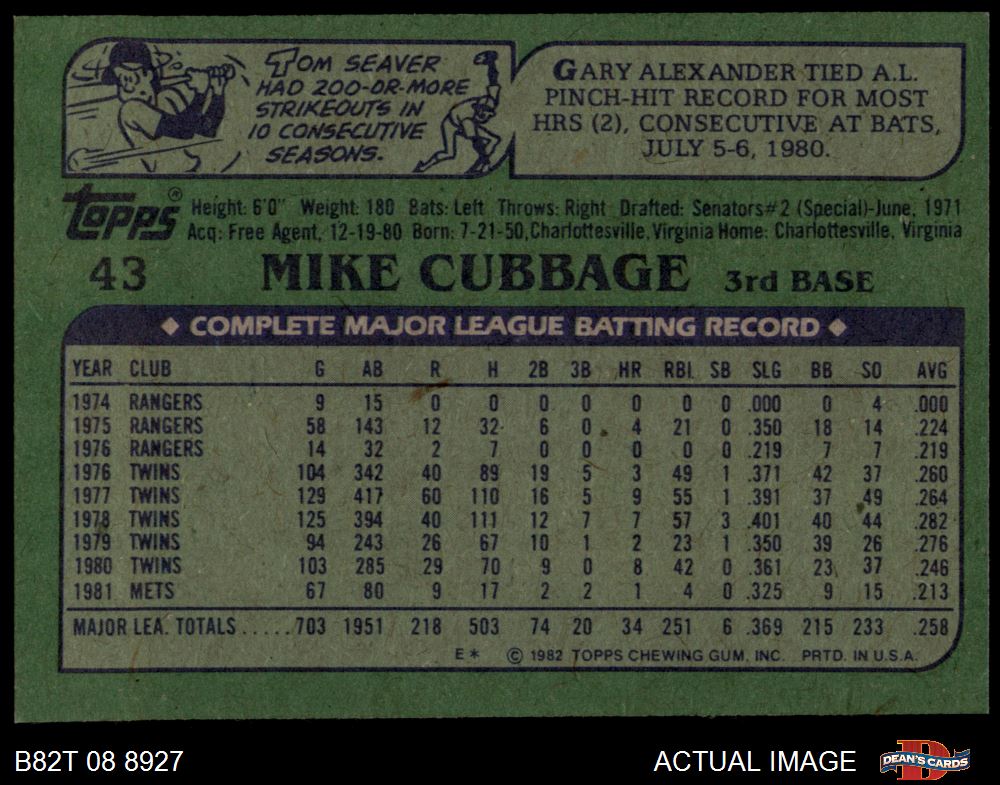 TOM SEAVER
HAD 200-OR-MORE
STRIKEOUTS IN
10 CONSECUTIVE
SEASONS.
GARY ALEXANDER TIED A.L.
PINCH-HIT RECORD FOR MOST
HRS (2), CONSECUTIVE AT BATS,
JULY 5-6, 1980.
TOPPS®
Height: 6'0" Weight: 180 Bats: Left Throws: Right Drafted: Senators#2 (Special)-June, 1971
Acq: Free Agent, 12-19-80 Born: 7-21-50, Charlottesville, Virginia Home: Charlottesville, Virginia
43 MIKE CUBBAGE 3rd BASE
◆ COMPLETE MAJOR LEAGUE BATTING RECORD ◆
YEAR CLUB G AB R H 2B 3B HR RBI SB SLG BB SO AVG
1974 RANGERS 9 15 0 0 0 0 0 0 0 .000 0 4 .000
1975 RANGERS 58 143 12 32 6 0 4 21 0 .350 18 14 .224
1976 RANGERS 14 32 2 7 0 0 0 0 0 .219 7 7 .219
1976 TWINS 104 342 40 89 19 5 3 49 1 .371 42 37 .260
1977 TWINS 129 417 60 110 16 5 9 55 1 .391 37 49 .264
1978 TWINS 125 394 40 111 12 7 7 57 3 .401 40 44 .282
1979 TWINS 94 243 26 67 10 1 2 23 1 .350 39 26 .276
1980 TWINS 103 285 29 70 9 0 8 42 0 .361 23 37 .246
1981 METS 67 80 9 17 2 2 1 4 0 .325 9 15 .213
MAJOR LEA. TOTALS.....703 1951 218 503 74 20 34 251 6 .369 215 233 .258
E* © 1982 TOPPS CHEWING GUM, INC. PRTD. IN U.S.A.
B82T 08 8927 ACTUAL IMAGE D DEAN'S CARDS